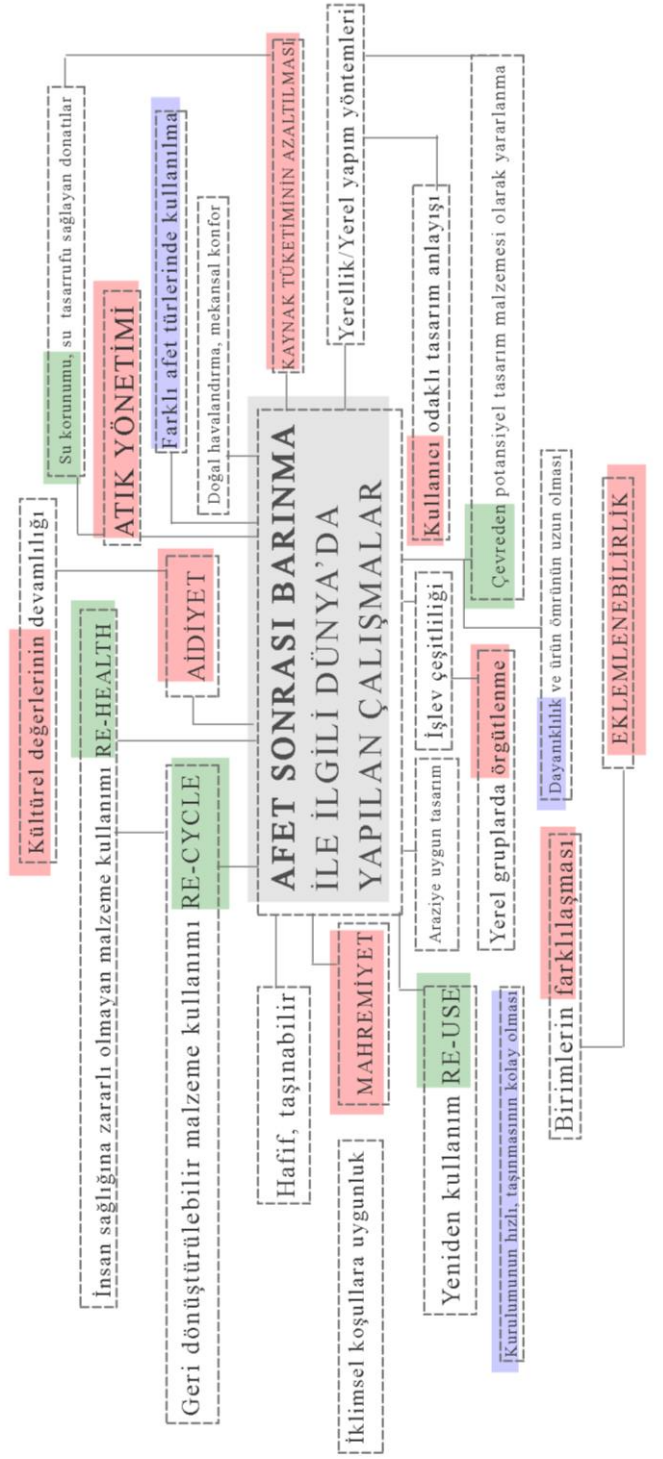 Kültürel değerlerinin devamlılığı
Su korunumu, su tasarrufu sağlayan donatılar
İnsan sağlığına zararlı olmayan malzeme kullanımı RE-HEALTH
ATIK YÖNETİMİ
Farklı afet türlerinde kullanılma
AİDİYET
Geri dönüştürülebilir malzeme kullanımı RE-CYCLE
Doğal havalandırma, mekansal konfor
KAYNAK TÜKETİMİNİN AZALTILMASI
Hafif, taşınabilir
AFET SONRASI BARINMA
İLE İLGİLİ DÜNYA’DA
YAPILAN ÇALIŞMALAR
Yerellik/Yerel yapım yöntemleri
MAHREMİYET
İklimsel koşullara uygunluk
Araziye uygun tasarım
İşlev çeşitliliği
Kullanıcı odaklı tasarım anlayışı
Yeniden kullanım RE-USE
Yerel gruplarda örgütlenme
Çevreden potansiyel tasarım malzemesi olarak yararlanma
Kurulumunun hızlı, taşınmasının kolay olması
Dayanıklılık ve ürün ömrünün uzun olması
Birimlerin farklılaşması
EKLEMLENEBİLİRLİK